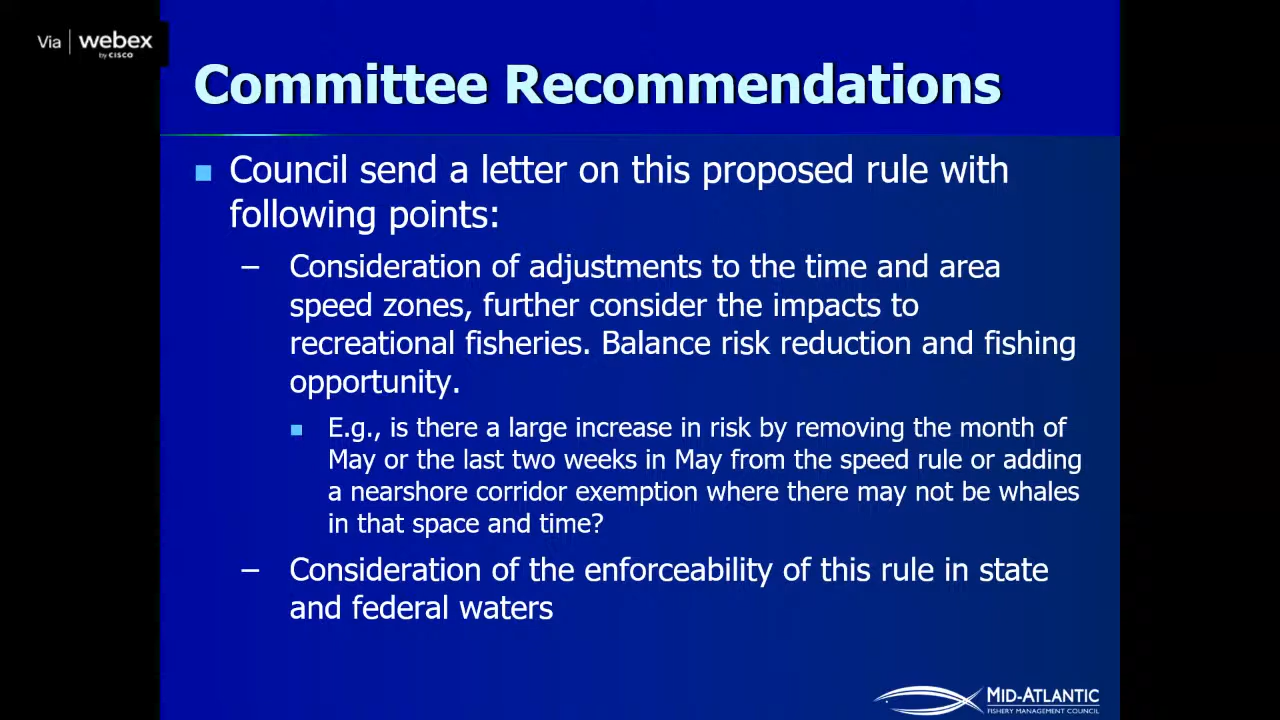 Via webex
by CISCO
Committee Recommendations
Council send a letter on this proposed rule with
following points:
– Consideration of adjustments to the time and area
speed zones, further consider the impacts to
recreational fisheries. Balance risk reduction and fishing
opportunity.
E.g., is there a large increase in risk by removing the month of
May or the last two weeks in May from the speed rule or adding
a nearshore corridor exemption where there may not be whales
in that space and time?
– Consideration of the enforceability of this rule in state
and federal waters
MID-ATLANTIC
FISHERY MANAGEMENT COUNCIL